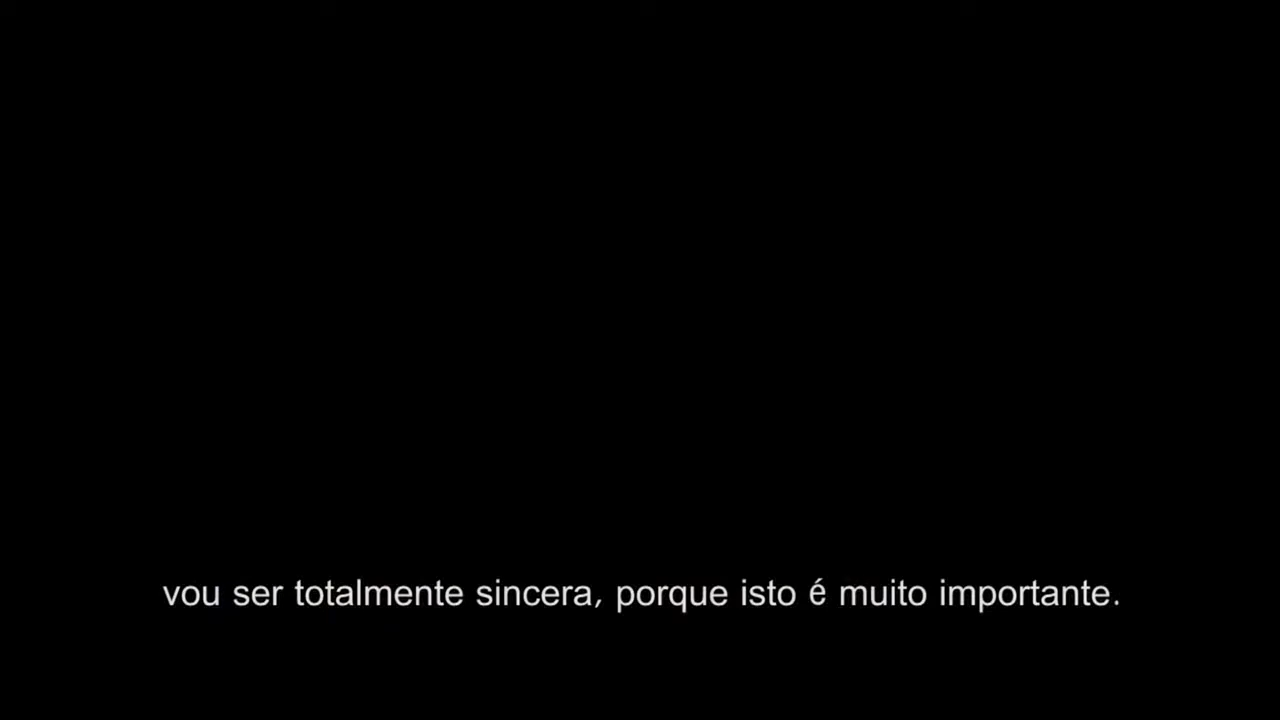 vou ser totalmente sincera, porque isto é muito importante.